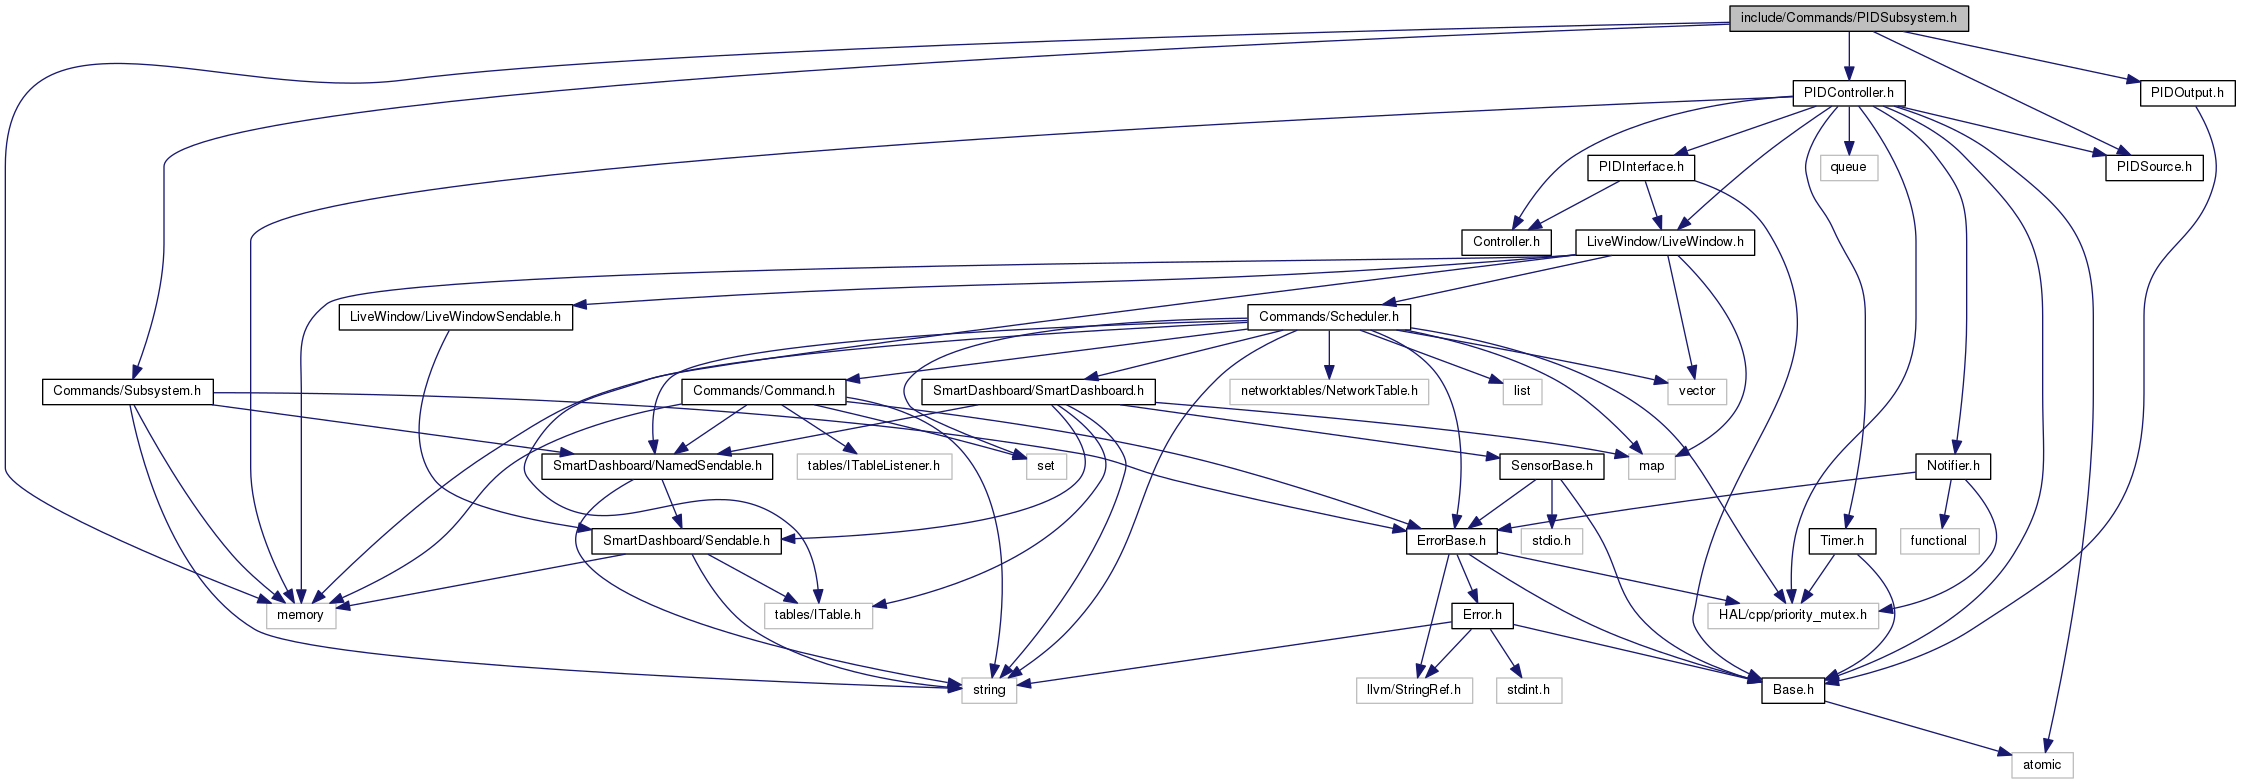 include/Commands/PIDSubsystem.h
PIDController.h
PIDOutput.h
PIDInterface.h
queue
PIDSource.h
Controller.h
LiveWindow/LiveWindow.h
LiveWindow/LiveWindowSendable.h
Commands/Scheduler.h
Commands/Subsystem.h
Commands/Command.h
SmartDashboard/SmartDashboard.h
networktables/NetworkTable.h
list
vector
SmartDashboard/NamedSendable.h
tables/ITableListener.h
set
SensorBase.h
map
Notifier.h
SmartDashboard/Sendable.h
ErrorBase.h
stdio.h
Timer.h
functional
memory
tables/ITable.h
Error.h
HAL/cpp/priority_mutex.h
string
llvm/StringRef.h
stdint.h
Base.h
atomic